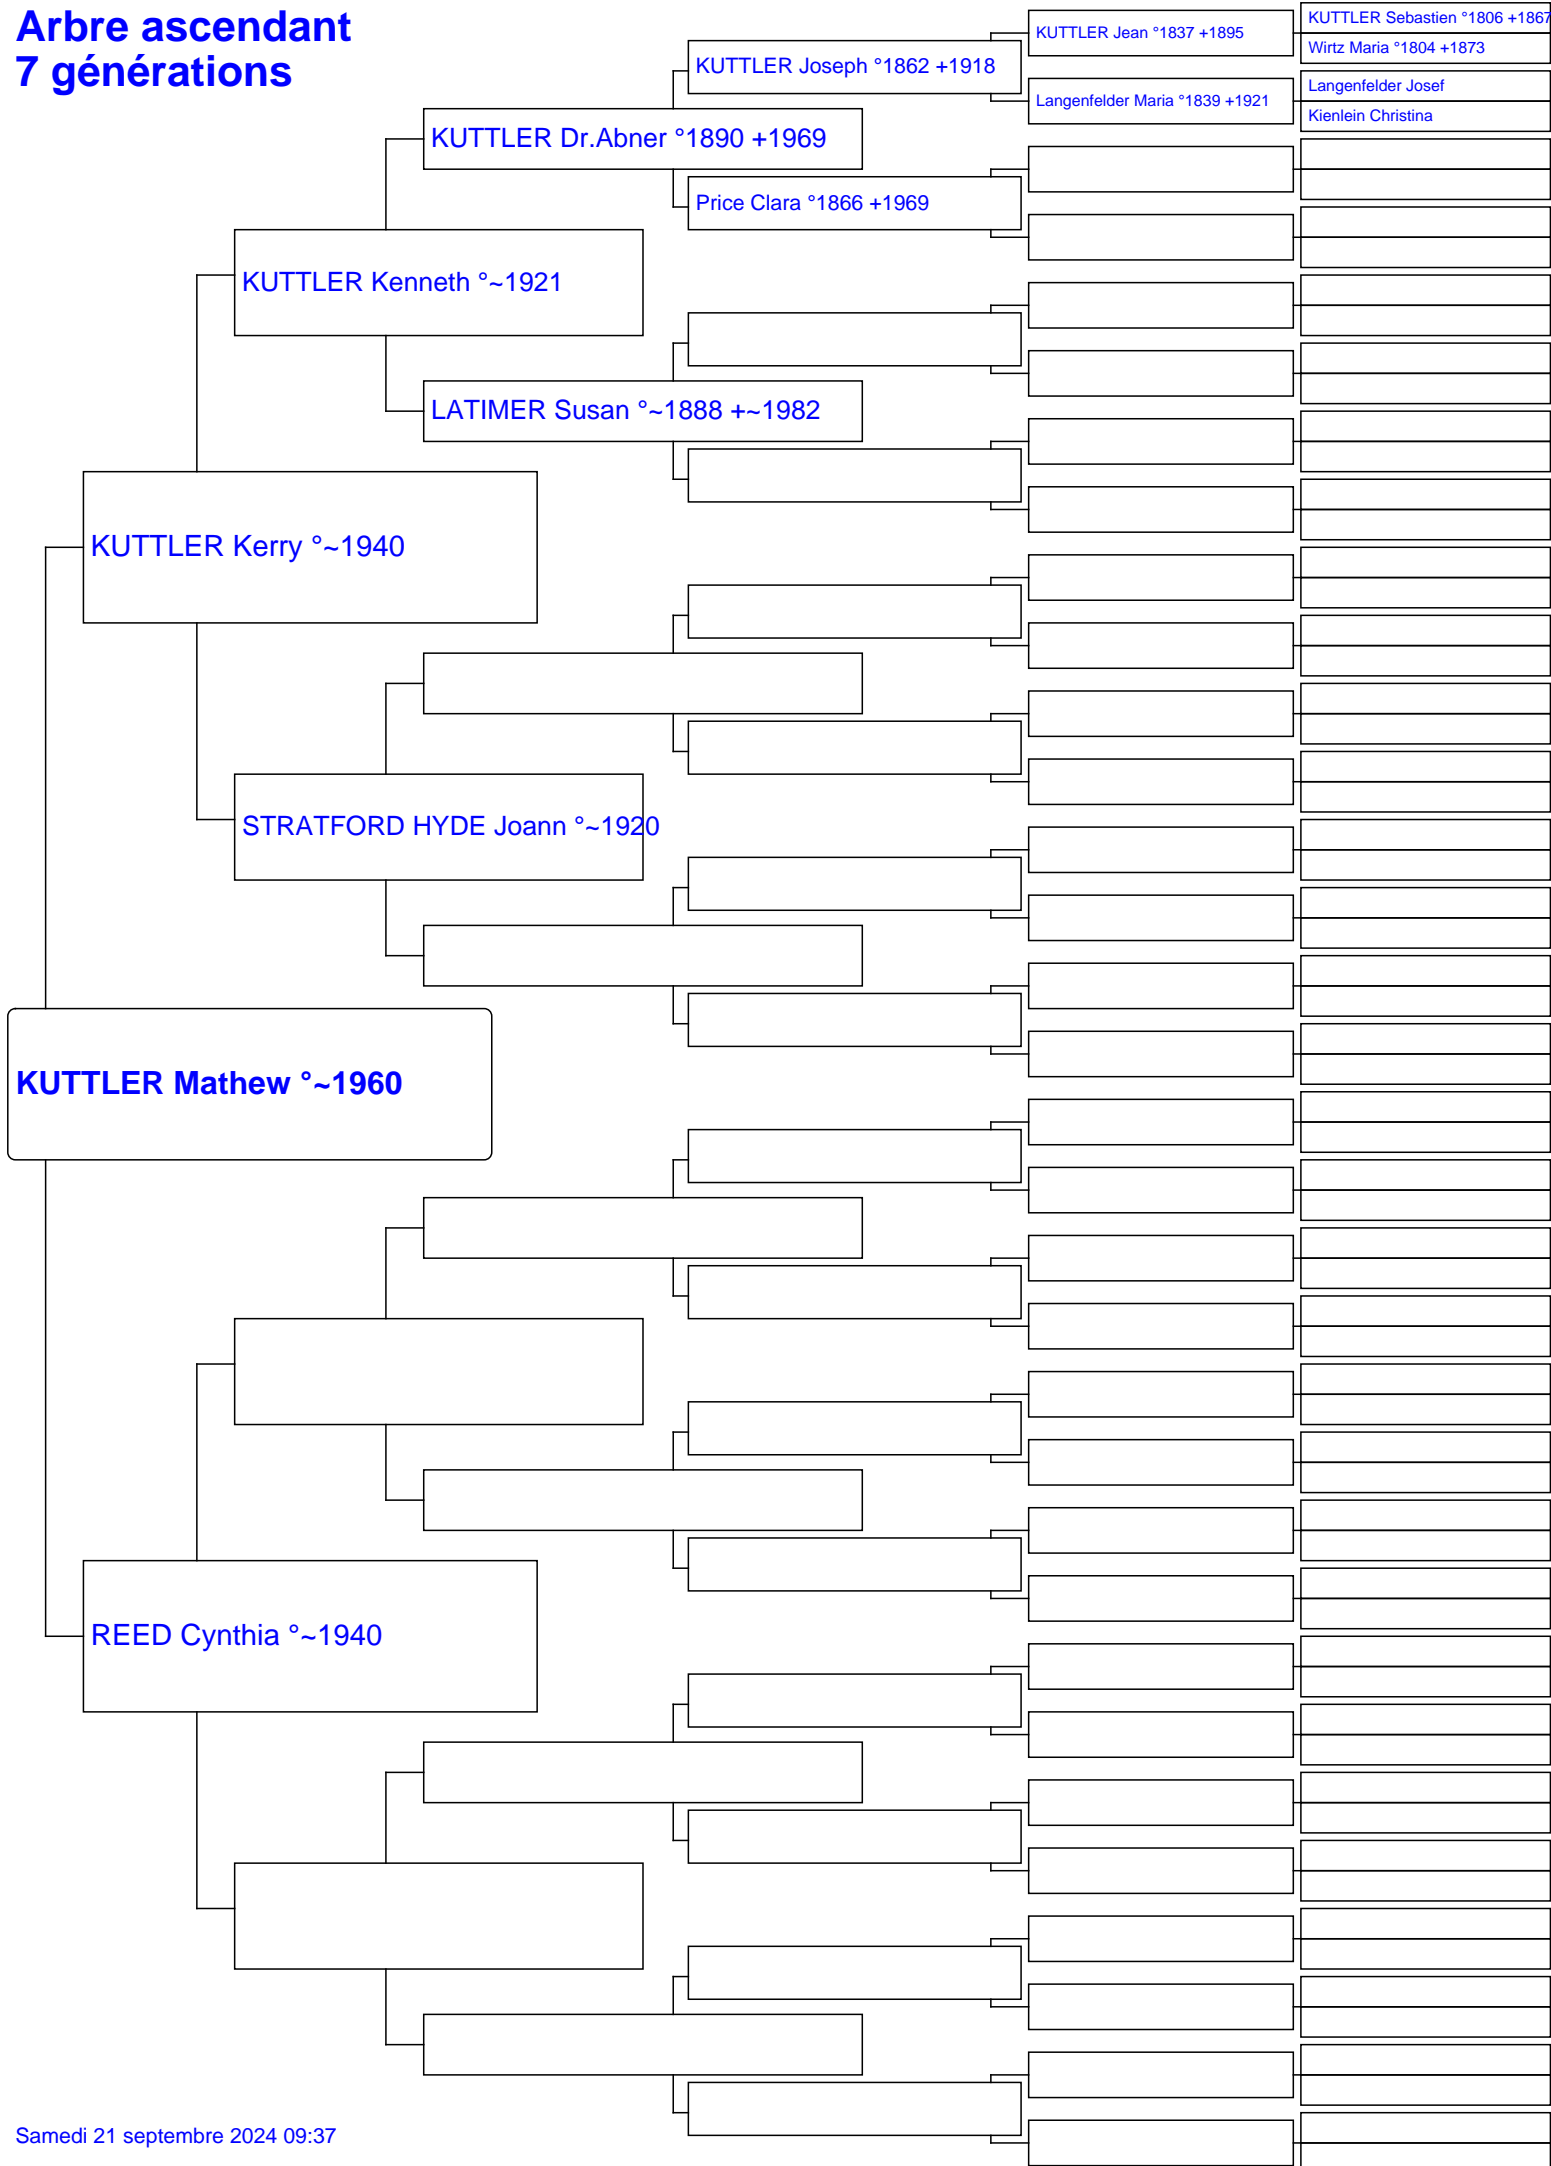 Arbre ascendant
7 générations
KUTTLER Sebastien °1806 +1867
KUTTLER Jean °1837 +1895
Wirtz Maria °1804 +1873
KUTTLER Joseph °1862 +1918
Langenfelder Josef
Langenfelder Maria °1839 +1921
Kienlein Christina
KUTTLER Dr.Abner °1890 +1969
Price Clara °1866 +1969
KUTTLER Kenneth °~1921
LATIMER Susan °~1888 +~1982
KUTTLER Kerry °~1940
STRATFORD HYDE Joann °~1920
KUTTLER Mathew °~1960
REED Cynthia °~1940
Samedi 21 septembre 2024 09:37